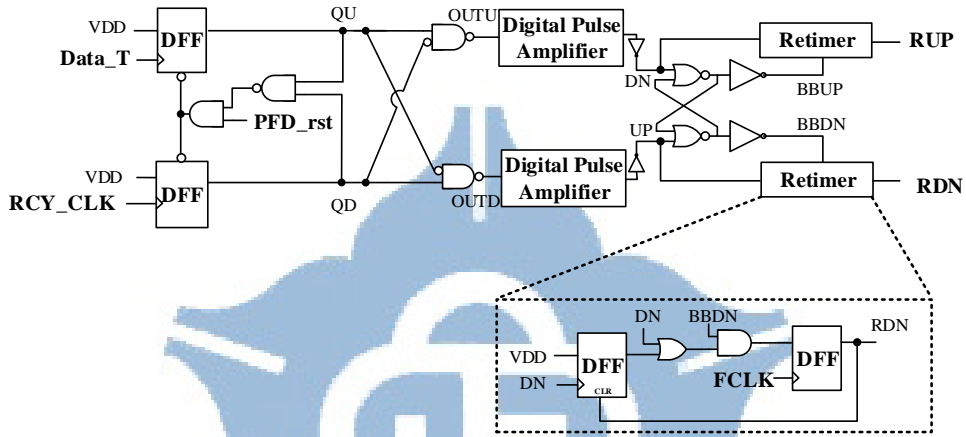 VDD
DFF
Data_T
QU
OUTU
Digital Pulse
Amplifier
DN
Retimer
RUP
BBUP
PFD_rst
UP
BBDN
VDD
DFF
RCY_CLK
QD
OUTD
Digital Pulse
Amplifier
Retimer
RDN
DN
BBDN
RDN
VDD
DFF
DFF
DN
CLR
FCLK